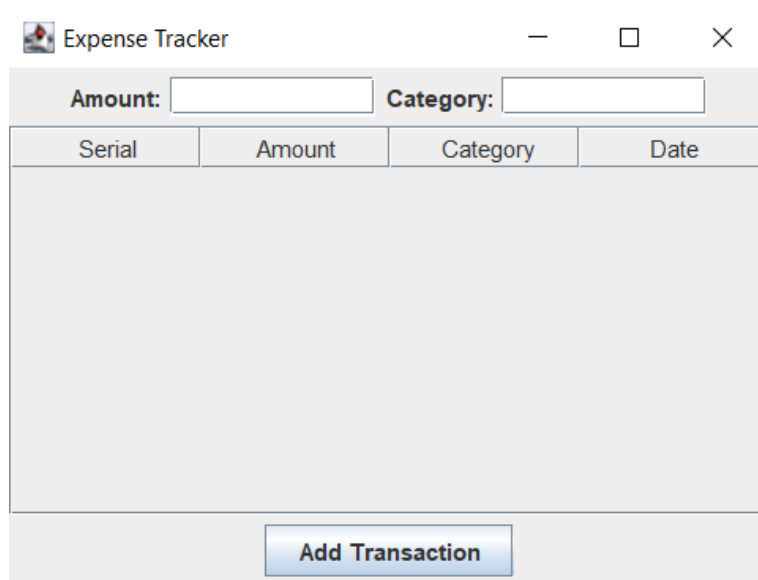 Expense Tracker
Amount: Category:
Serial Amount Category Date
Add Transaction